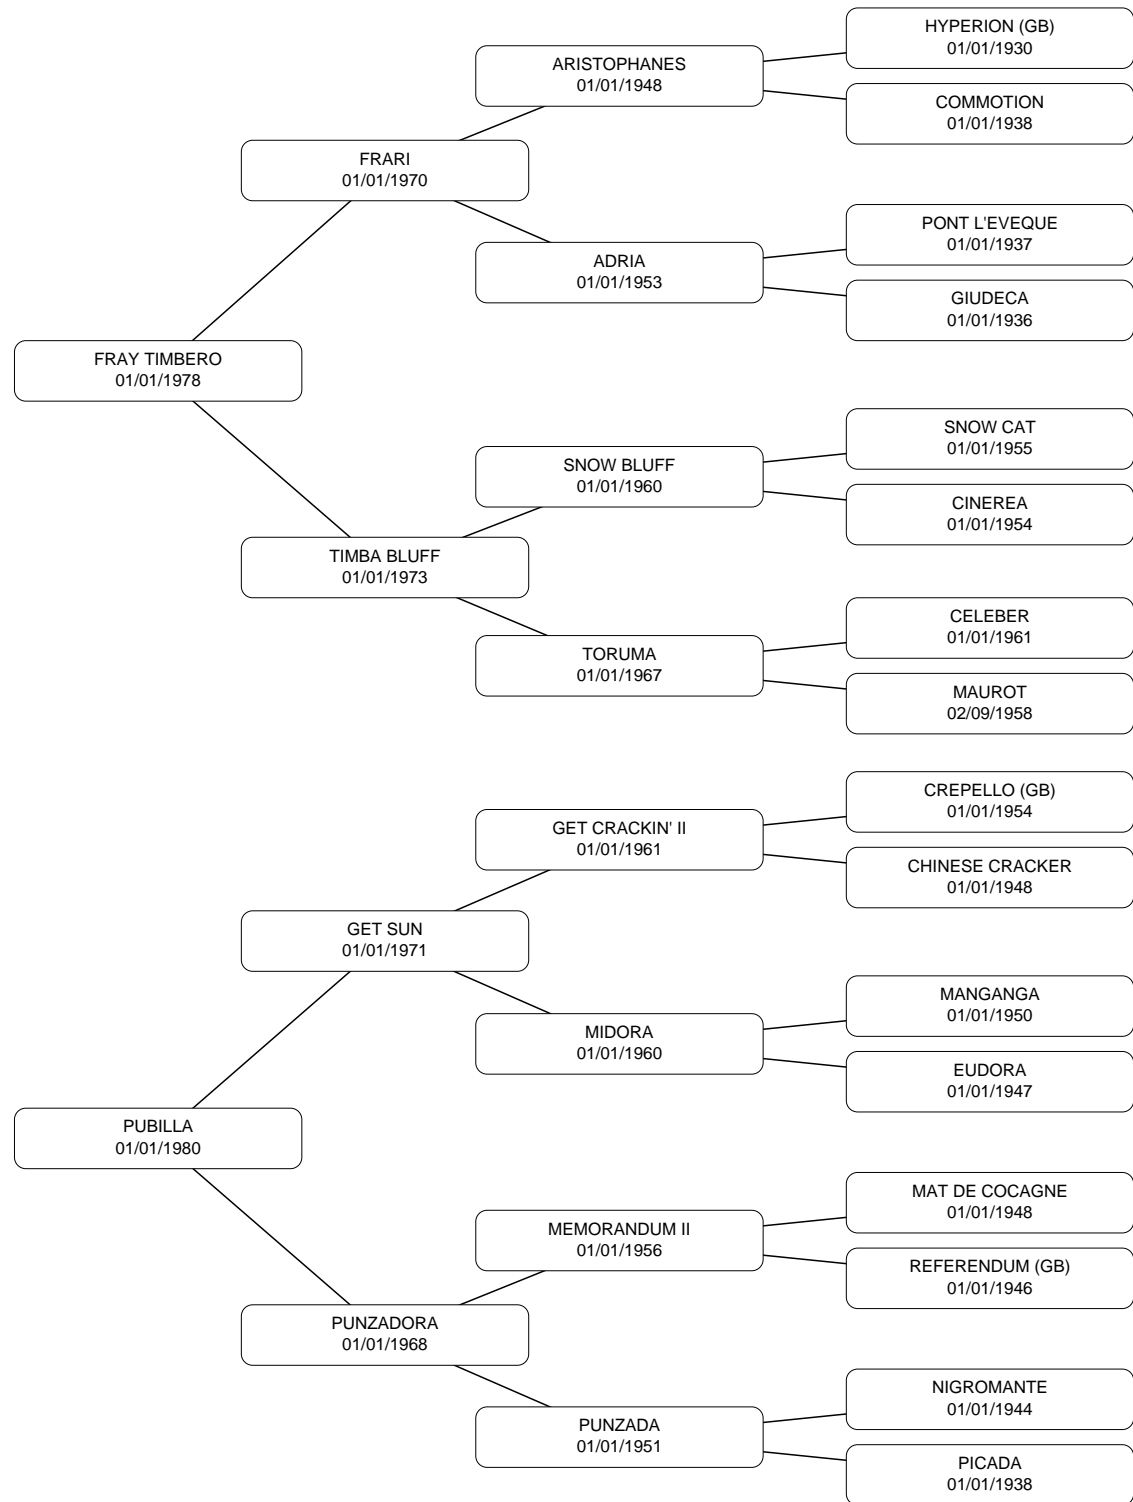 HYPERION (GB)
01/01/1930
ARISTOPHANES
01/01/1948
COMMOTION
01/01/1938
FRARI
01/01/1970
PONT L'EVEQUE
01/01/1937
ADRIA
01/01/1953
GIUDECA
01/01/1936
FRAY TIMBERO
01/01/1978
SNOW CAT
01/01/1955
SNOW BLUFF
01/01/1960
CINEREA
01/01/1954
TIMBA BLUFF
01/01/1973
CELEBER
01/01/1961
TORUMA
01/01/1967
MAUROT
02/09/1958
CREPELLO (GB)
01/01/1954
GET CRACKIN' II
01/01/1961
CHINESE CRACKER
01/01/1948
GET SUN
01/01/1971
MANGANGA
01/01/1950
MIDORA
01/01/1960
EUDORA
01/01/1947
PUBILLA
01/01/1980
MAT DE COCAGNE
01/01/1948
MEMORANDUM II
01/01/1956
REFERENDUM (GB)
01/01/1946
PUNZADORA
01/01/1968
NIGROMANTE
01/01/1944
PUNZADA
01/01/1951
PICADA
01/01/1938